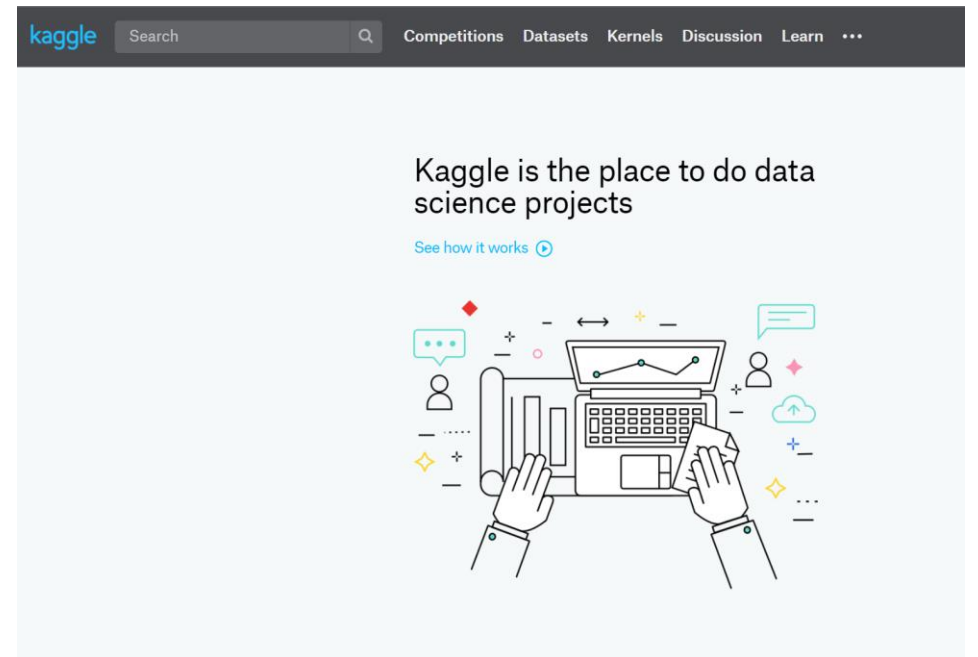 kaggle Search Competitions Datasets Kernels Discussion Learn •••
Kaggle is the place to do data
science projects
See how it works